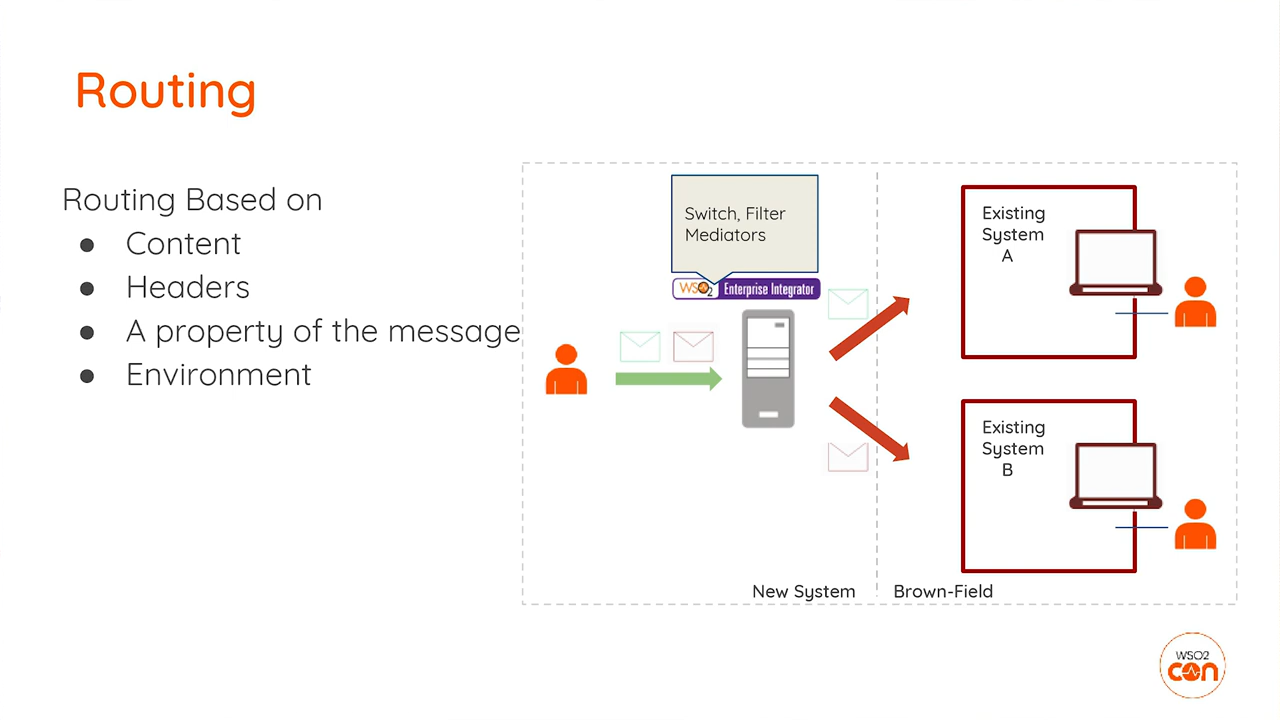 Routing
Routing Based on
● Content
● Headers
● A property of the message
● Environment
Switch, Filter
Mediators
WSO2 Enterprise Integrator
Existing
System
A
Existing
System
B
New System
Brown-Field
WSO2
con